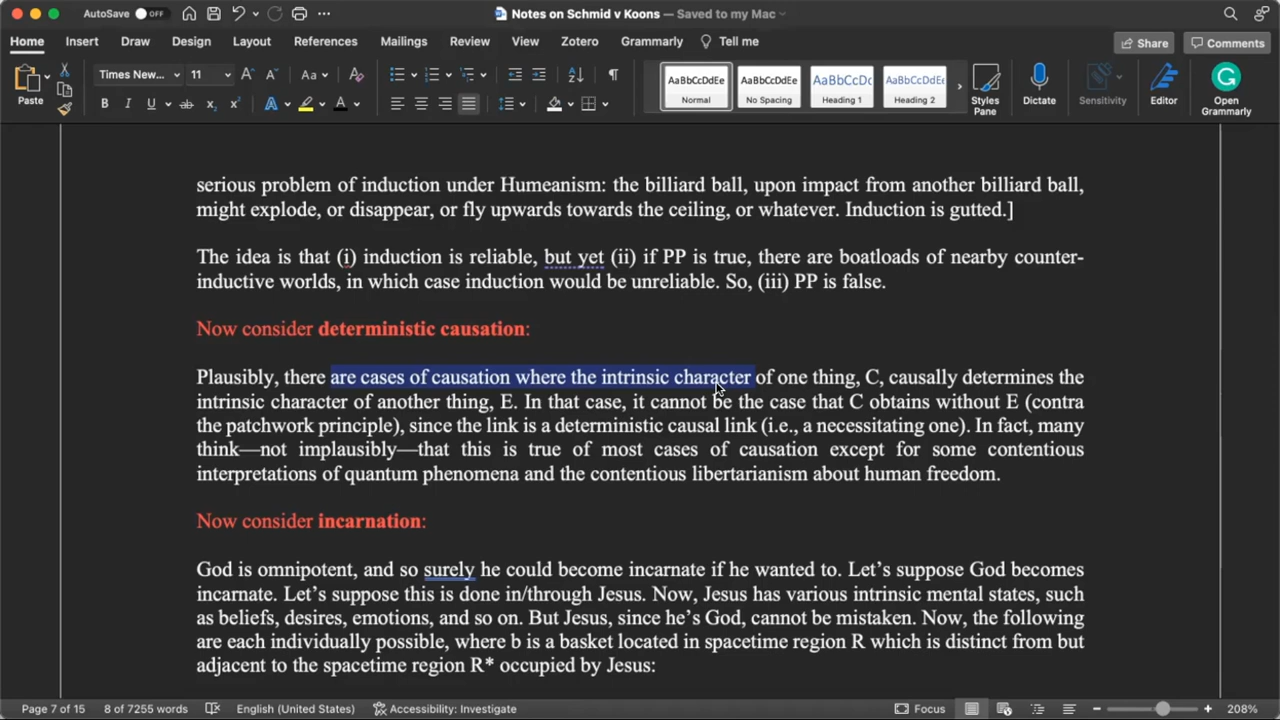 AutoSave OFF
Notes on Schmid v Koons — Saved to my Mac
Home Insert Draw Design Layout References Mailings Review View Zotero Grammarly Tell me Share Comments
Paste
Times New... 11 Aa
B I U ab x₂ x² A A
AaBbCcDdEe AaBbCcDdEe AaBbCcDc AaBbCcDdEe
Normal No Spacing Heading 1 Heading 2
Styles Pane
Dictate
Sensitivity
Editor
Open Grammarly
serious problem of induction under Humeanism: the billiard ball, upon impact from another billiard ball,
might explode, or disappear, or fly upwards towards the ceiling, or whatever. Induction is gutted.]
The idea is that (i) induction is reliable, but yet (ii) if PP is true, there are boatloads of nearby counter-
inductive worlds, in which case induction would be unreliable. So, (iii) PP is false.
Now consider deterministic causation:
Plausibly, there are cases of causation where the intrinsic character of one thing, C, causally determines the
intrinsic character of another thing, E. In that case, it cannot be the case that C obtains without E (contra
the patchwork principle), since the link is a deterministic causal link (i.e., a necessitating one). In fact, many
think—not implausibly—that this is true of most cases of causation except for some contentious
interpretations of quantum phenomena and the contentious libertarianism about human freedom.
Now consider incarnation:
God is omnipotent, and so surely he could become incarnate if he wanted to. Let’s suppose God becomes
incarnate. Let’s suppose this is done in/through Jesus. Now, Jesus has various intrinsic mental states, such
as beliefs, desires, emotions, and so on. But Jesus, since he’s God, cannot be mistaken. Now, the following
are each individually possible, where b is a basket located in spacetime region R which is distinct from but
adjacent to the spacetime region R* occupied by Jesus:
Page 7 of 15 8 of 7255 words English (United States) Accessibility: Investigate Focus 208%